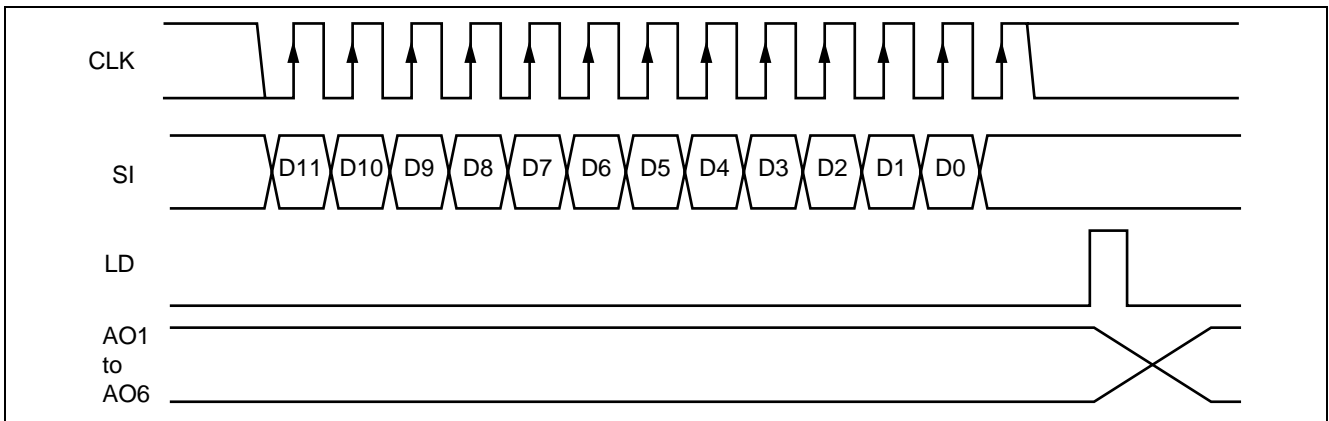 CLK
SI
D11 D10 D9 D8 D7 D6 D5 D4 D3 D2 D1 D0
LD
AO1
to
AO6